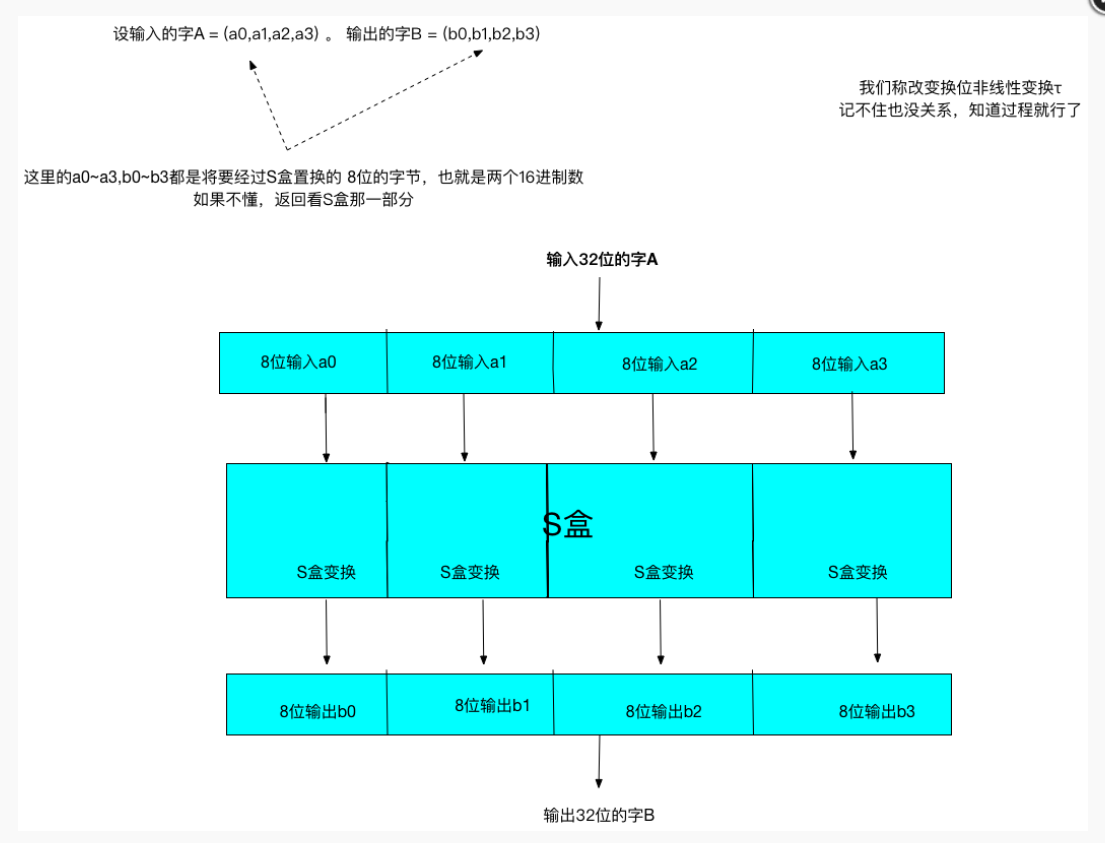 设输入的字A = (a0,a1,a2,a3) 。 输出的字B = (b0,b1,b2,b3)
我们称改变换位非线性变换τ
记不住也没关系，知道过程就行了
这里的a0~a3,b0~b3都是将要经过S盒置换的 8位的字节，也就是两个16进制数
如果不懂，返回看S盒那一部分
输入32位的字A
8位输入a0
8位输入a1
8位输入a2
8位输入a3
S盒
S盒变换
S盒变换
S盒变换
S盒变换
8位输出b0
8位输出b1
8位输出b2
8位输出b3
输出32位的字B